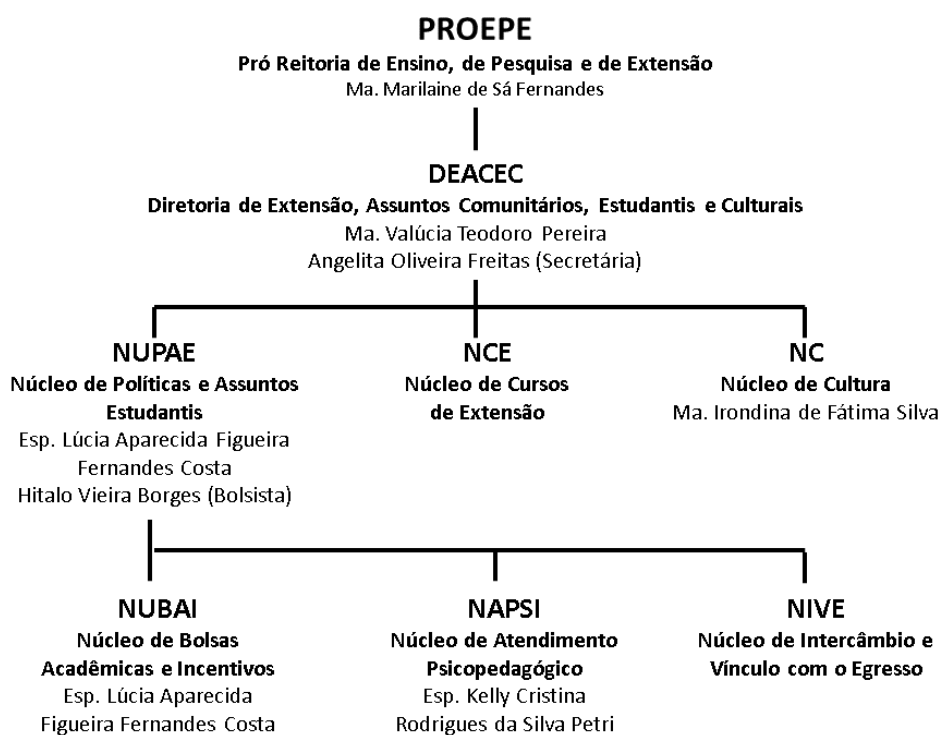 PROEPE
Pró Reitoria de Ensino, de Pesquisa e de Extensão
Ma. Marilaine de Sá Fernandes
DEACEC
Diretoria de Extensão, Assuntos Comunitários, Estudantis e Culturais
Ma. Valúcia Teodoro Pereira
Angelita Oliveira Freitas (Secretária)
NUPAE
Núcleo de Políticas e Assuntos
Estudantis
Esp. Lúcia Aparecida Figueira
Fernandes Costa
Hitalo Vieira Borges (Bolsista)
NCE
Núcleo de Cursos
de Extensão
NC
Núcleo de Cultura
Ma. Irondina de Fátima Silva
NUBAI
Núcleo de Bolsas
Acadêmicas e Incentivos
Esp. Lúcia Aparecida
Figueira Fernandes Costa
NAPSI
Núcleo de Atendimento
Psicopedagógico
Esp. Kelly Cristina
Rodrigues da Silva Petri
NIVE
Núcleo de Intercâmbio e
Vínculo com o Egresso